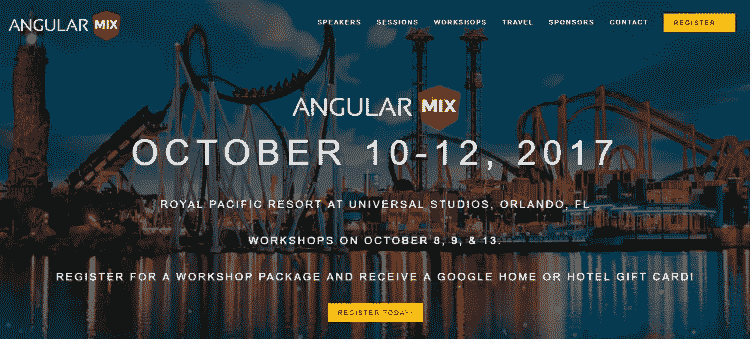 ANGULAR MIX
SPEAKERS SESSIONS WORKSHOPS TRAVEL SPONSORS CONTACT REGISTER
ANGULAR MIX
OCTOBER 10-12, 2017
ROYAL PACIFIC RESORT AT UNIVERSAL STUDIOS, ORLANDO, FL
WORKSHOPS ON OCTOBER 8, 9, & 13.
REGISTER FOR A WORKSHOP PACKAGE AND RECEIVE A GOOGLE HOME OR HOTEL GIFT CARD!
REGISTER TODAY!